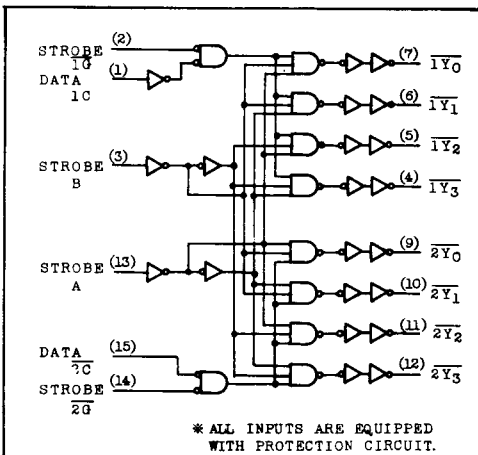 STROBE (2)
1G
DATA (1)
1C
STROBE (3)
B
STROBE (13)
A
DATA (15)
2C
STROBE (14)
2G
(7) 1Y0
(6) 1Y1
(5) 1Y2
(4) 1Y3
(9) 2Y0
(10) 2Y1
(11) 2Y2
(12) 2Y3
* ALL INPUTS ARE EQUIPPED
WITH PROTECTION CIRCUIT.